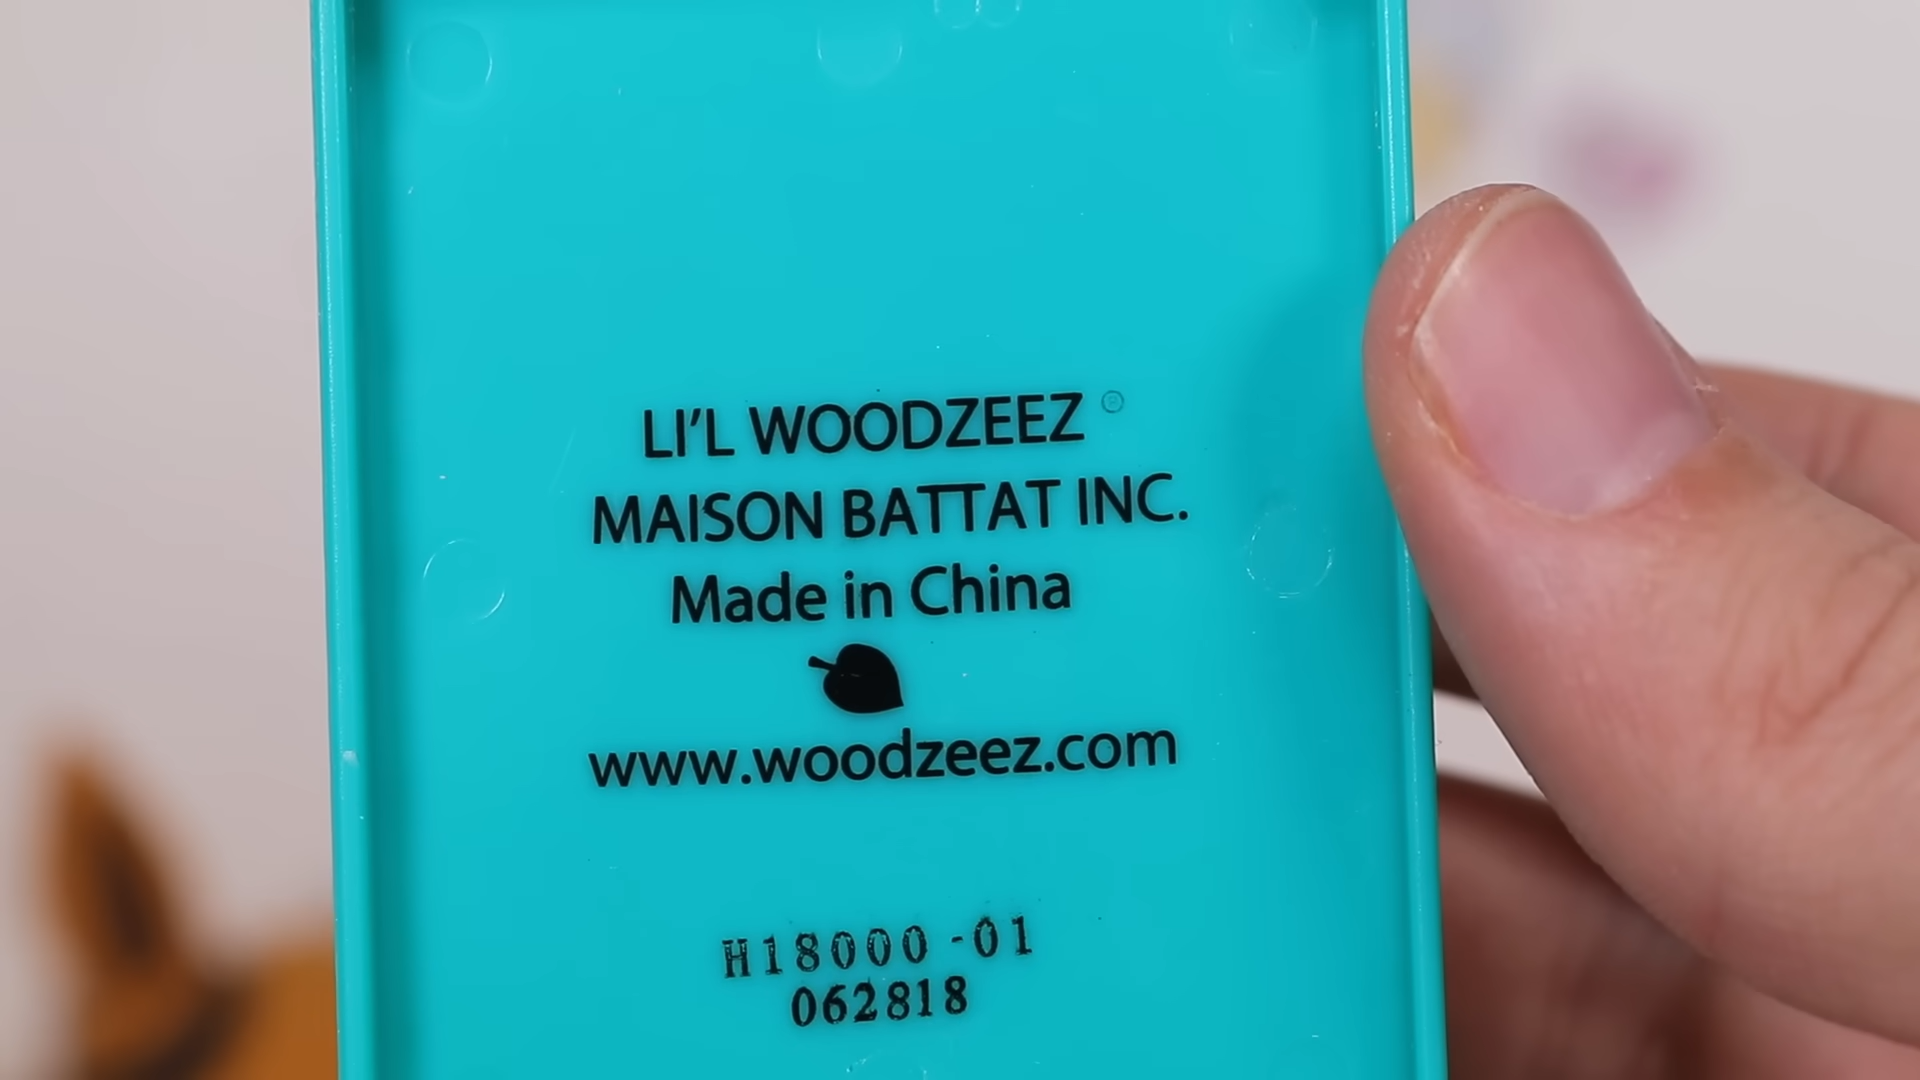 LI'L WOODZEEZ ®
MAISON BATTAT INC.
Made in China
www.woodzeez.com
H18000 -01
062818